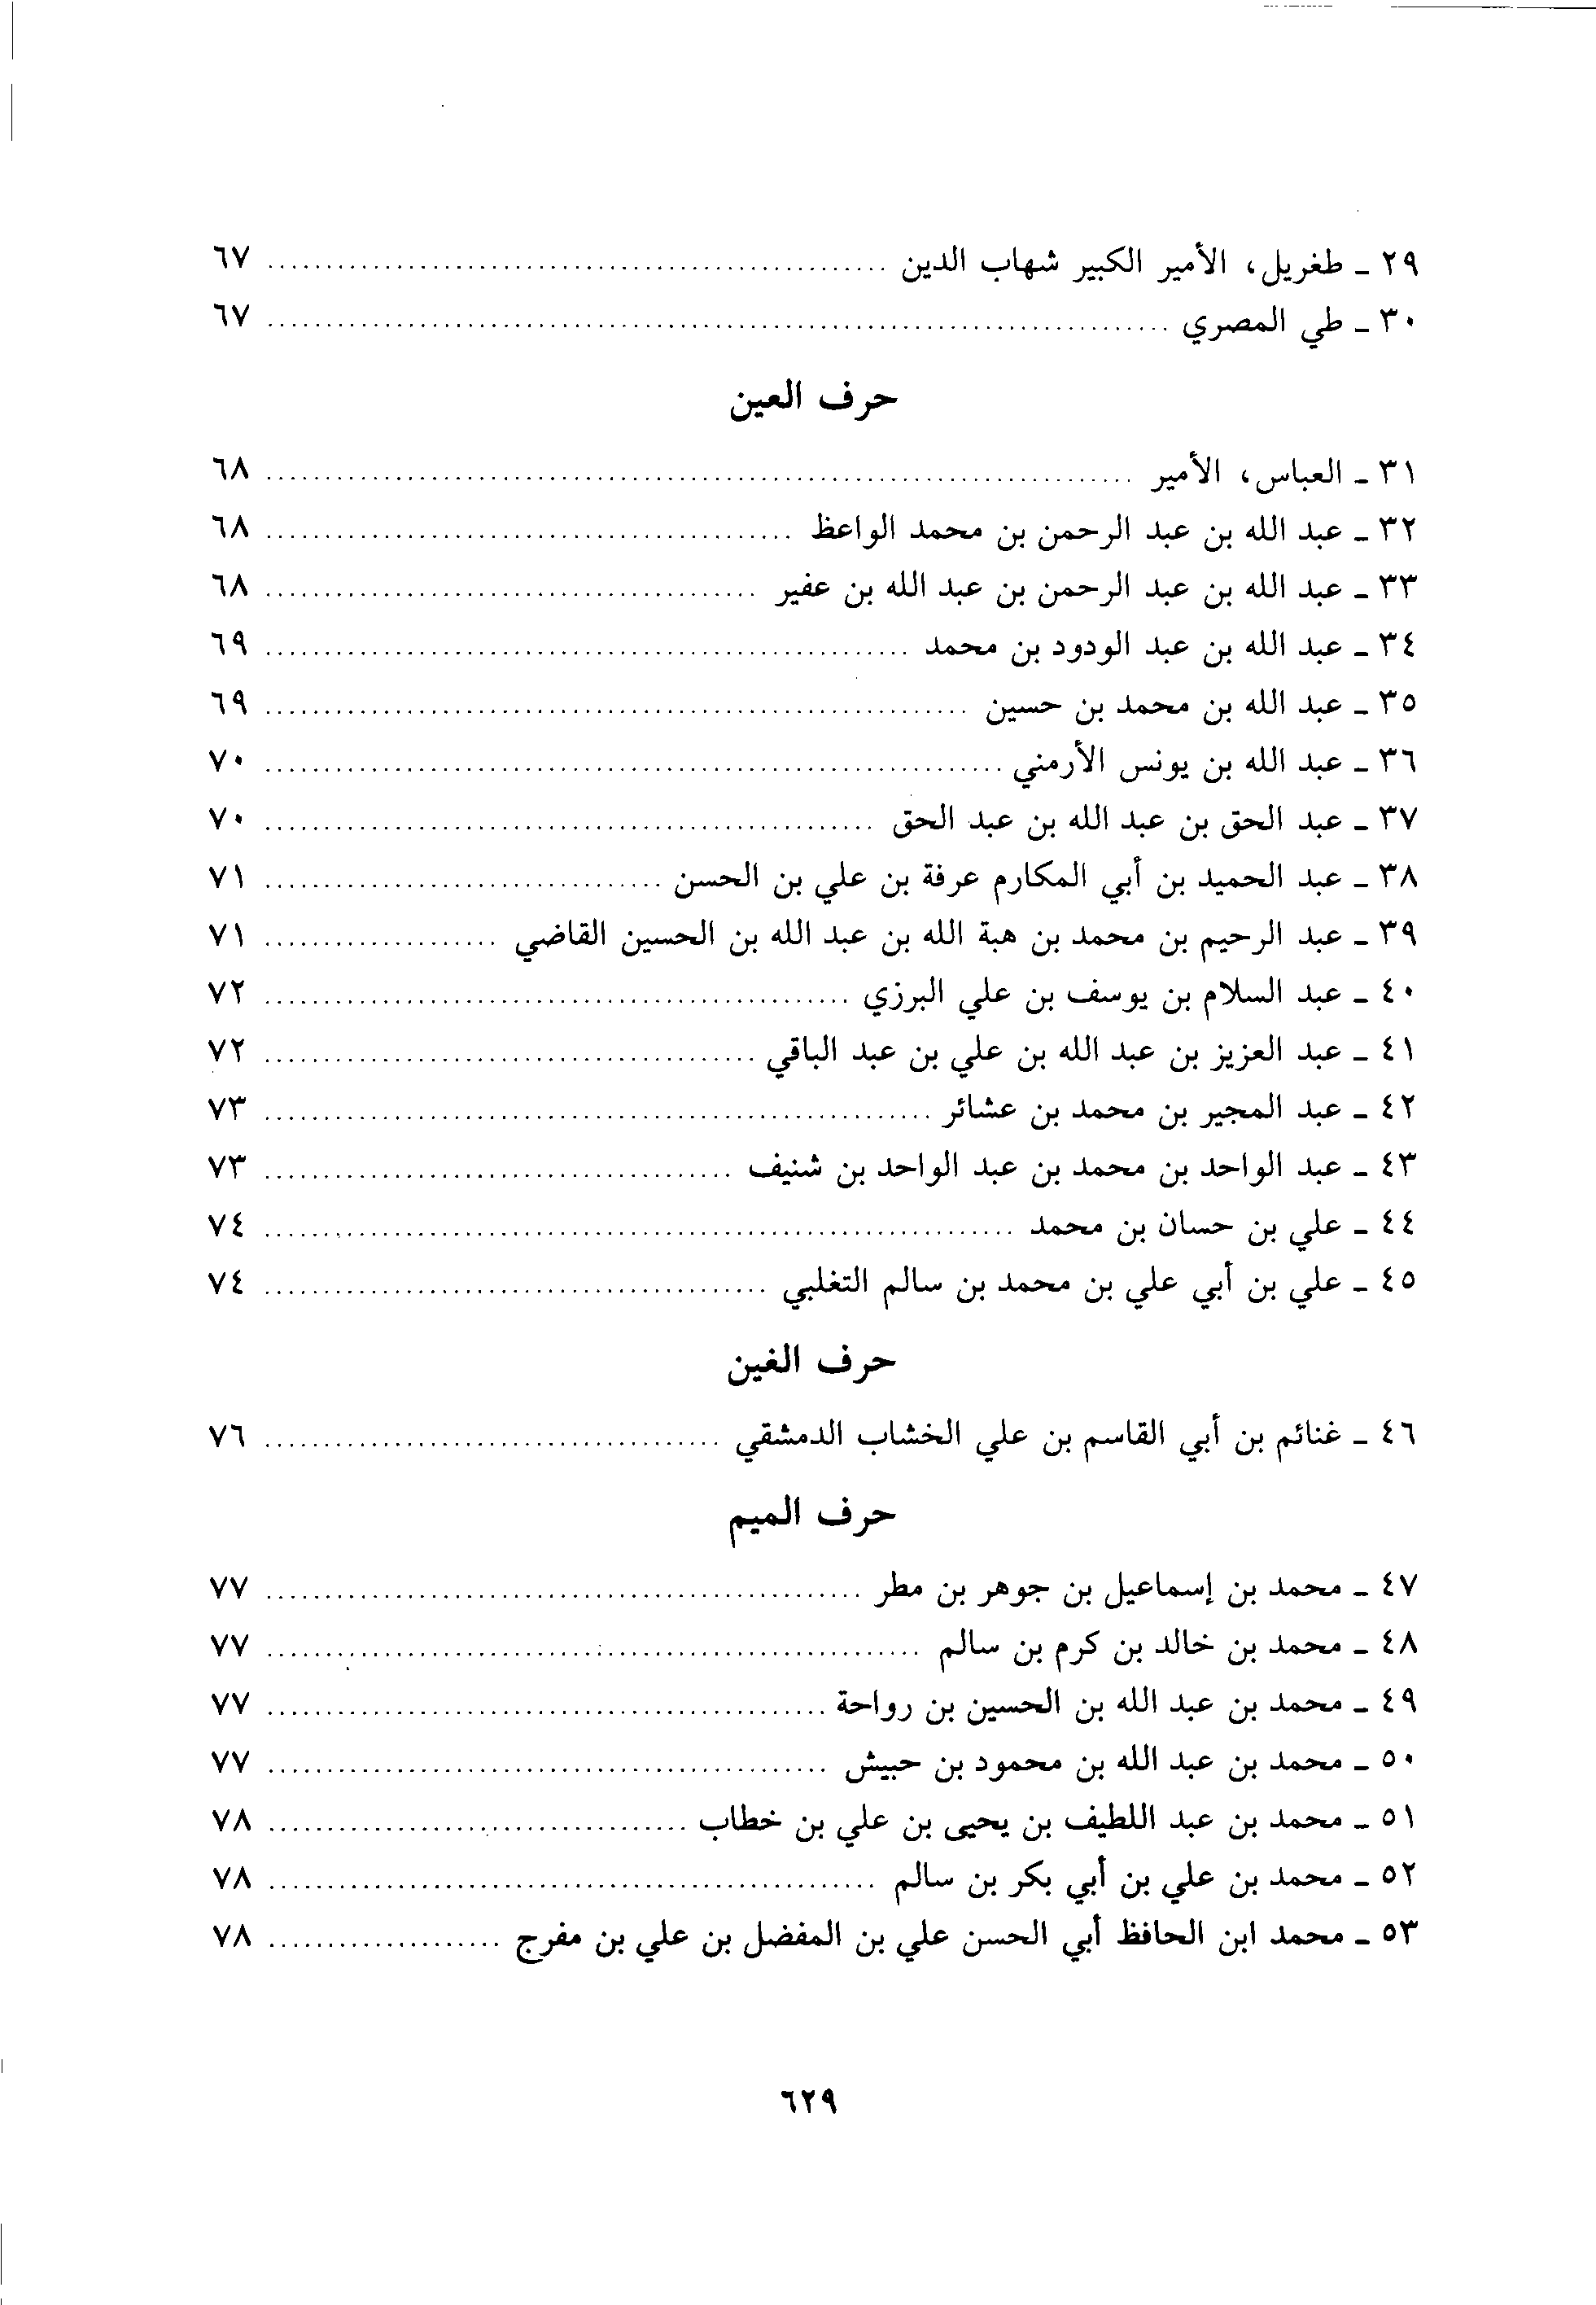 ٢٩ - طغريل، الأمير الكبير شهاب الدين ........ ٦٧
٣٠ - طي المصري ........ ٦٧
حرف العين
٣١ - العباس، الأمير ........ ٦٨
٣٢ - عبد الله بن عبد الرحمن بن محمد الواعظ ........ ٦٨
٣٣ - عبد الله بن عبد الرحمن بن عبد الله بن عفير ........ ٦٨
٣٤ - عبد الله بن عبد الودود بن محمد ........ ٦٩
٣٥ - عبد الله بن محمد بن حسين ........ ٦٩
٣٦ - عبد الله بن يونس الأرمني ........ ٧٠
٣٧ - عبد الحق بن عبد الله بن عبد الحق ........ ٧٠
٣٨ - عبد الحميد بن أبي المكارم عرفة بن علي بن الحسن ........ ٧١
٣٩ - عبد الرحيم بن محمد بن هبة الله بن عبد الله بن الحسين القاضي ........ ٧١
٤٠ - عبد السلام بن يوسف بن علي البرزي ........ ٧٢
٤١ - عبد العزيز بن عبد الله بن علي بن عبد الباقي ........ ٧٢
٤٢ - عبد المجير بن محمد بن عشائر ........ ٧٣
٤٣ - عبد الواحد بن محمد بن عبد الواحد بن شنيف ........ ٧٣
٤٤ - علي بن حسان بن محمد ........ ٧٤
٤٥ - علي بن أبي علي بن محمد بن سالم التغلبي ........ ٧٤
حرف الغين
٤٦ - غنائم بن أبي القاسم بن علي الخشاب الدمشقي ........ ٧٦
حرف الميم
٤٧ - محمد بن إسماعيل بن جوهر بن مطر ........ ٧٧
٤٨ - محمد بن خالد بن كرم بن سالم ........ ٧٧
٤٩ - محمد بن عبد الله بن الحسين بن رواحة ........ ٧٧
٥٠ - محمد بن عبد الله بن محمود بن حبيش ........ ٧٧
٥١ - محمد بن عبد اللطيف بن يحيى بن علي بن خطاب ........ ٧٨
٥٢ - محمد بن علي بن أبي بكر بن سالم ........ ٧٨
٥٣ - محمد ابن الحافظ أبي الحسن علي بن المفضل بن علي بن مفرج ........ ٧٨
٦٢٩